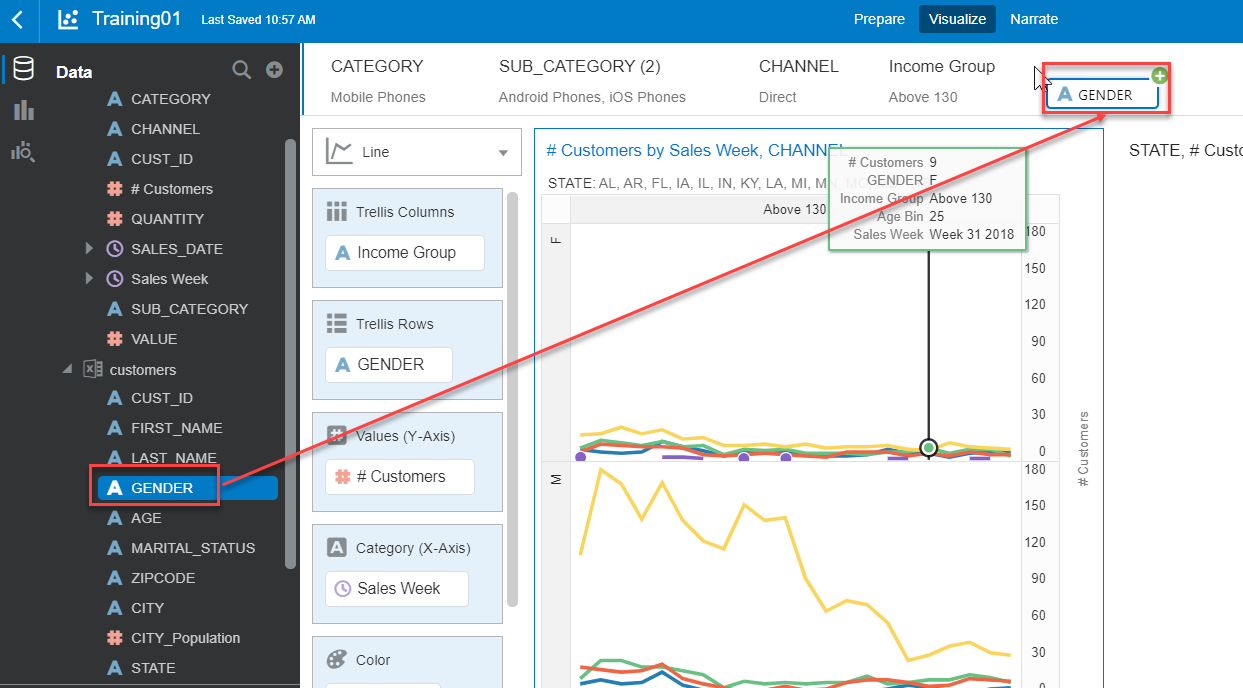 Training01 Last Saved 10:57 AM Prepare Visualize Narrate
Data
CATEGORY
CHANNEL
CUST_ID
# Customers
QUANTITY
SALES_DATE
Sales Week
SUB_CATEGORY
VALUE
customers
CUST_ID
FIRST_NAME
LAST_NAME
GENDER
AGE
MARITAL_STATUS
ZIPCODE
CITY
CITY_Population
STATE
CATEGORY SUB_CATEGORY (2) CHANNEL Income Group
Mobile Phones Android Phones, iOS Phones Direct Above 130
A GENDER
Line
Trellis Columns
A Income Group
Trellis Rows
A GENDER
Values (Y-Axis)
# Customers
Category (X-Axis)
Sales Week
Color
# Customers by Sales Week, CHANNEL
STATE: AL, AR, FL, IA, IL, IN, KY, LA, MI, MN, MO
Above 130
# Customers 9
GENDER F
Income Group Above 130
Age Bin 25
Sales Week Week 31 2018
F
180
150
120
90
60
30
0
M
180
150
120
90
60
30
0
# Customers
STATE, # Custo